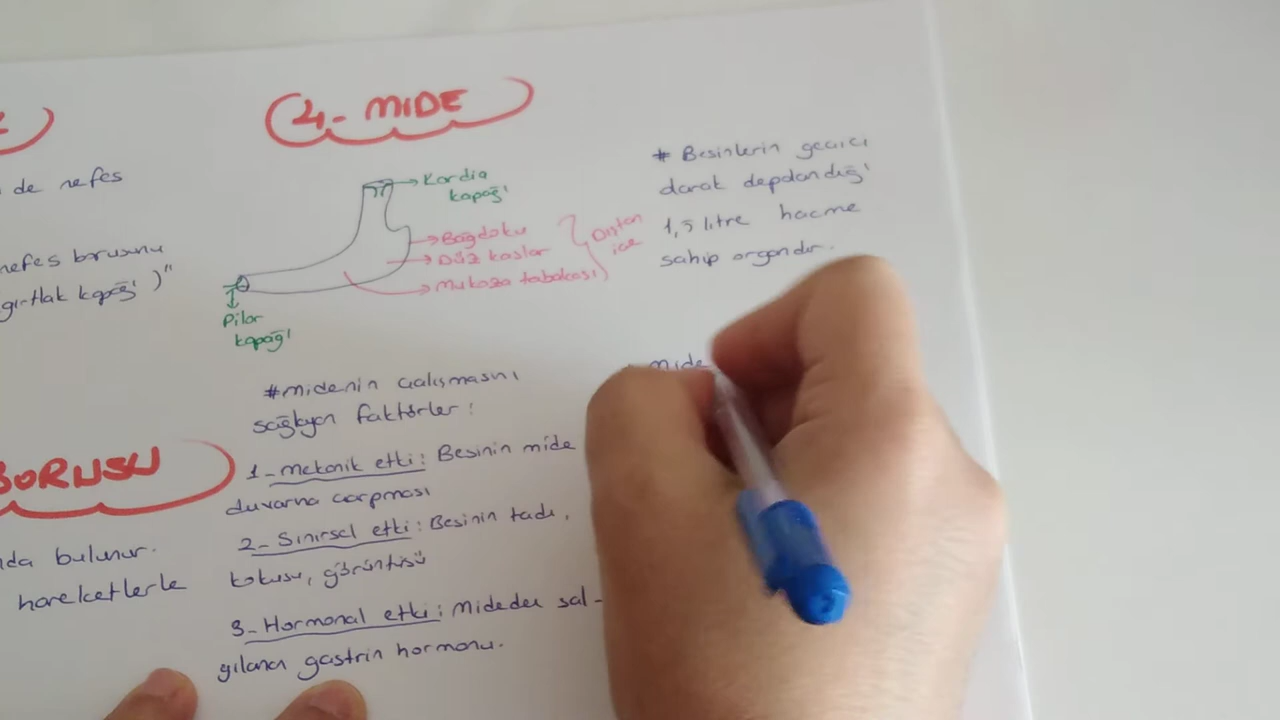 de nefes
nefes borusunu
gırtlak kapağı )"
BORUSU
nda bulunur.
hareketlerle
4- MİDE
Kardia
kapağı
Bağdoku
Düz kaslar
Mukoza tabakası
Dıştan
içe
Pilor
kapağı
# Besinlerin geçici
darak depolandığı
1,5 litre hacme
sahip organdır.
#midenin çalışmasını
sağlayan faktörler:
1- mekanik etki: Besinin mide
duvarına çarpması
2- Sinirsel etki: Besinin tadı,
kokusu, görüntüsü
3- Hormonal etki: Mideden sal-
gılanan gastrin hormonu.
mide